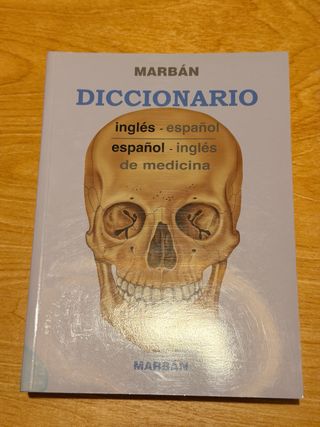 MARBÁN
DICCIONARIO
inglés - español
español - inglés
de medicina
MARBÁN